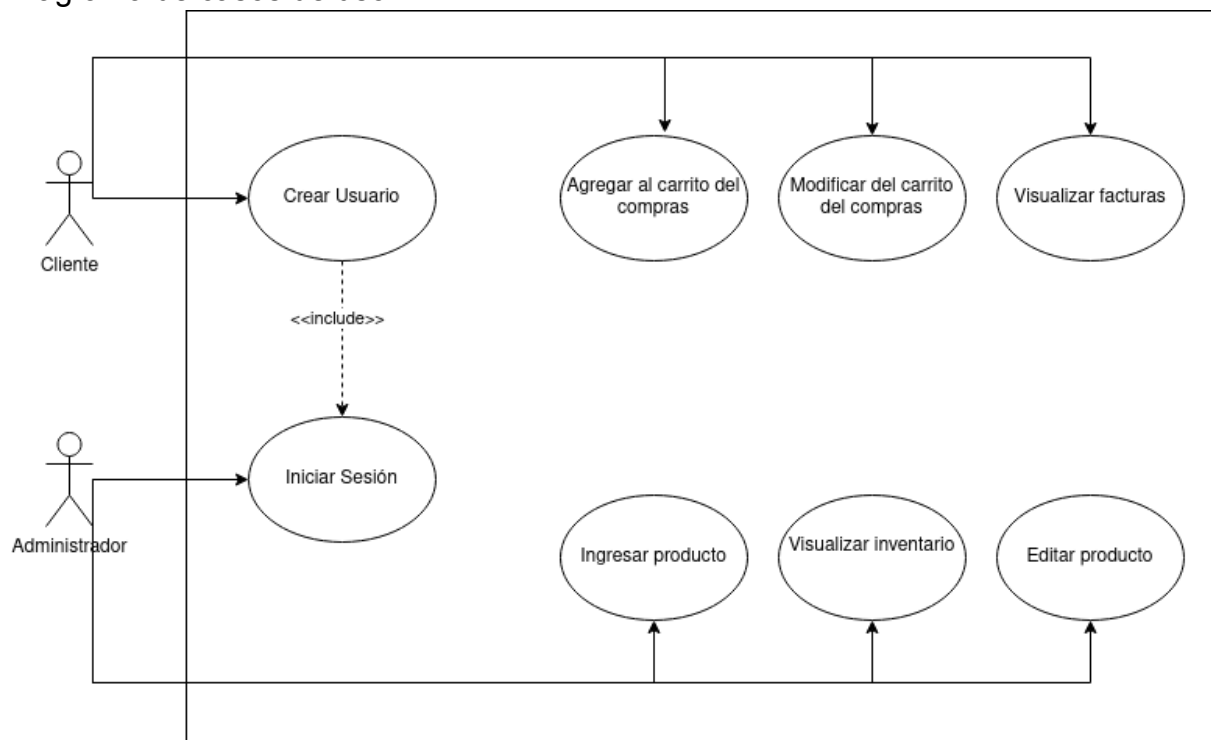 Crear Usuario
Agregar al carrito del
compras
Modificar del carrito
del compras
Visualizar facturas
Cliente
<<include>>
Iniciar Sesión
Administrador
Ingresar producto
Visualizar inventario
Editar producto